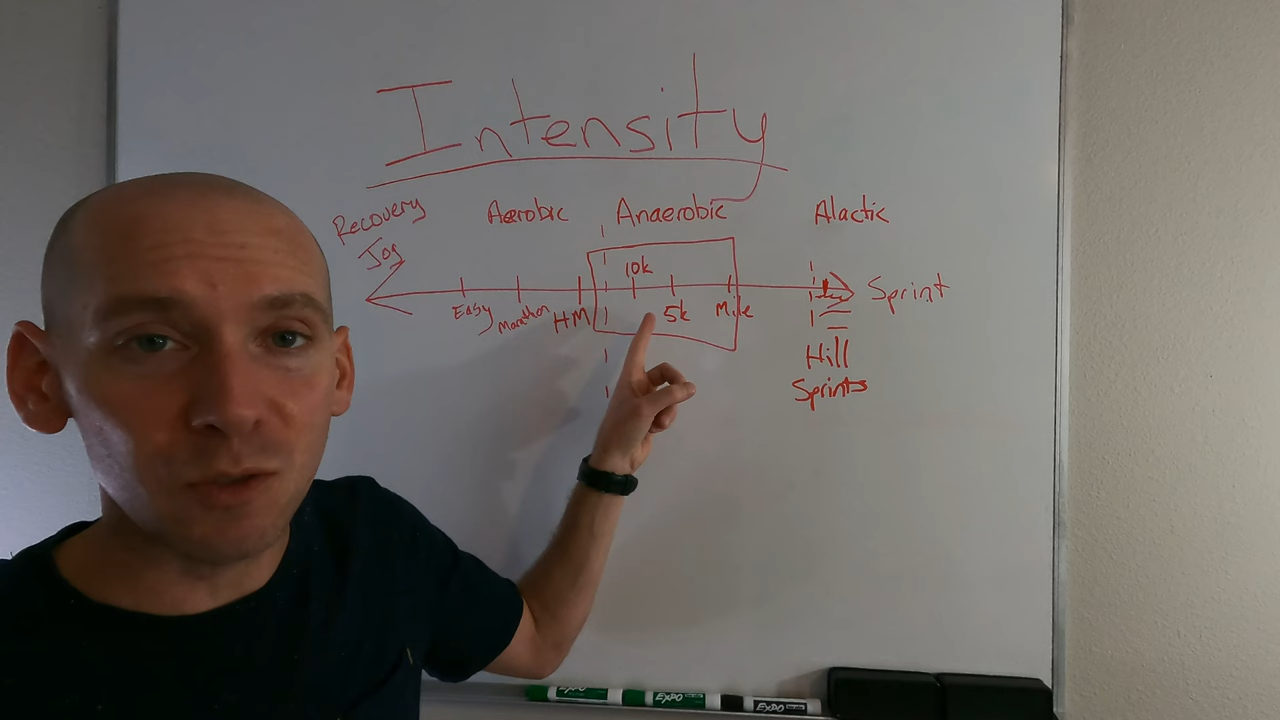 Intensity
Recovery Jog
Aerobic
Anaerobic
Alactic
10k
Easy
Marathon
HM
5k
Mile
Sprint
Hill
Sprints
EXPO
EXPO
EXPO